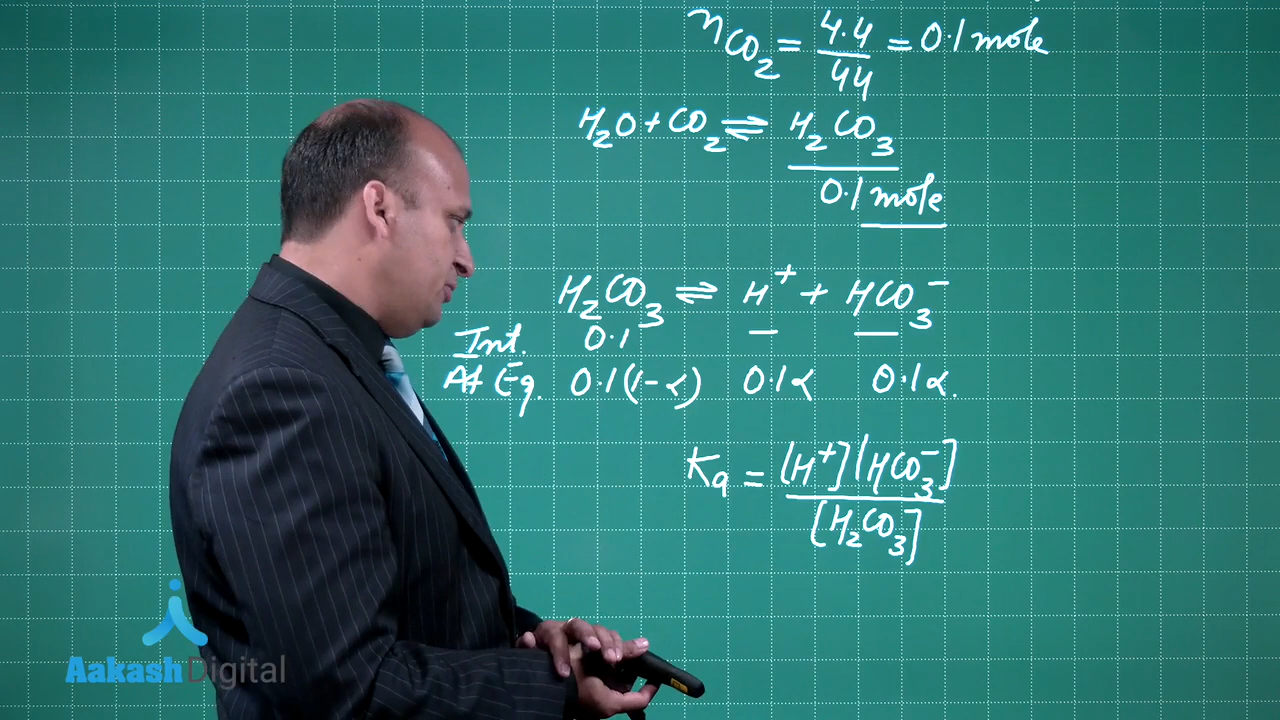 nCO₂ = 4.4/44 = 0.1 mole
H₂O + CO₂ ⇌ H₂CO₃
0.1 mole
H₂CO₃ ⇌ H⁺ + HCO₃⁻
Int. 0.1 — —
At Eq. 0.1(1-α) 0.1α 0.1α.
Ka = [H⁺][HCO₃⁻]/[H₂CO₃]
Aakash Digital